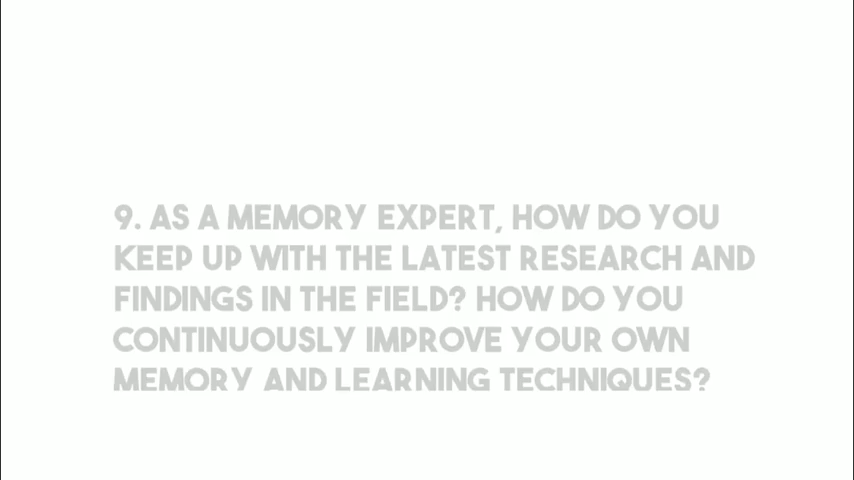 9. AS A MEMORY EXPERT, HOW DO YOU
KEEP UP WITH THE LATEST RESEARCH AND
FINDINGS IN THE FIELD? HOW DO YOU
CONTINUOUSLY IMPROVE YOUR OWN
MEMORY AND LEARNING TECHNIQUES?